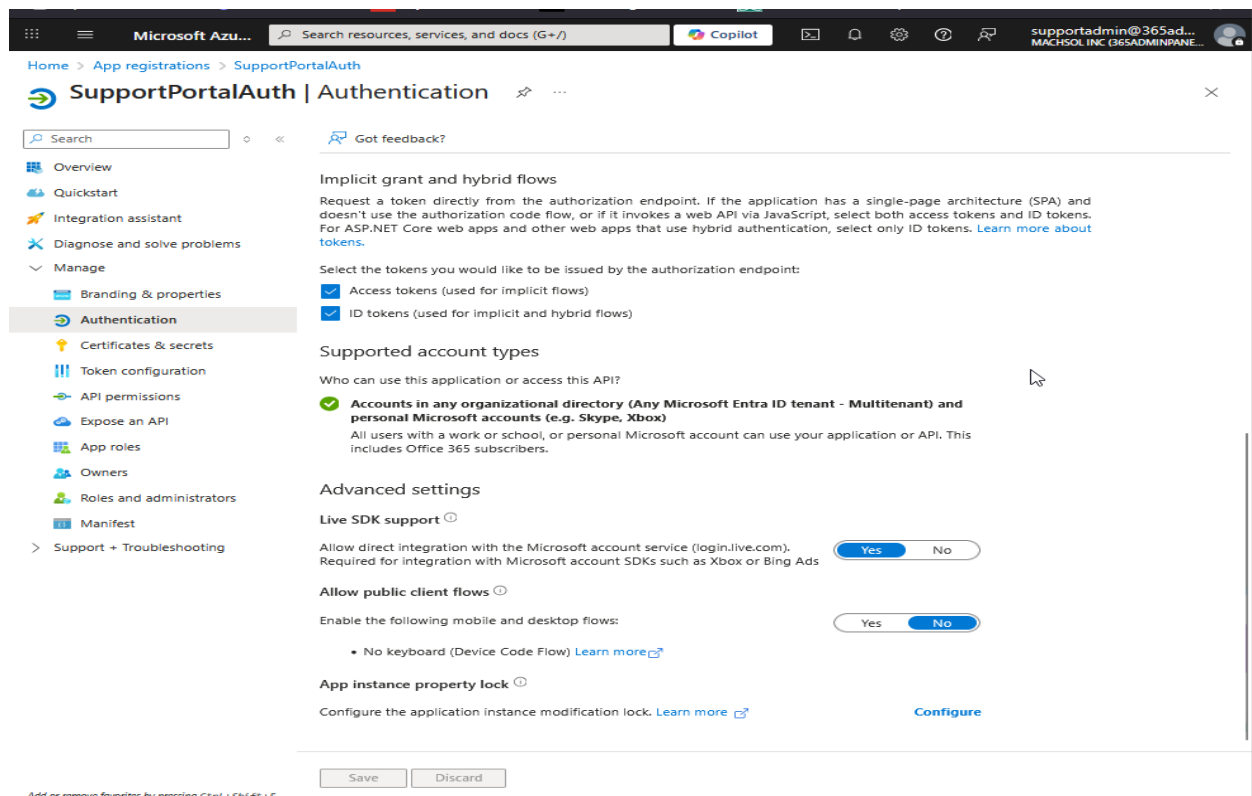 Microsoft Azu...
Search resources, services, and docs (G+/)
Copilot
supportadmin@365ad...
MACHSOL INC (365ADMINPANE...
Home > App registrations > SupportPortalAuth
SupportPortalAuth | Authentication
Search
Got feedback?
Overview
Quickstart
Integration assistant
Diagnose and solve problems
Manage
Branding & properties
Authentication
Certificates & secrets
Token configuration
API permissions
Expose an API
App roles
Owners
Roles and administrators
Manifest
Support + Troubleshooting
Implicit grant and hybrid flows
Request a token directly from the authorization endpoint. If the application has a single-page architecture (SPA) and
doesn't use the authorization code flow, or if it invokes a web API via JavaScript, select both access tokens and ID tokens.
For ASP.NET Core web apps and other web apps that use hybrid authentication, select only ID tokens. Learn more about
tokens.
Select the tokens you would like to be issued by the authorization endpoint:
Access tokens (used for implicit flows)
ID tokens (used for implicit and hybrid flows)
Supported account types
Who can use this application or access this API?
Accounts in any organizational directory (Any Microsoft Entra ID tenant - Multitenant) and
personal Microsoft accounts (e.g. Skype, Xbox)
All users with a work or school, or personal Microsoft account can use your application or API. This
includes Office 365 subscribers.
Advanced settings
Live SDK support
Allow direct integration with the Microsoft account service (login.live.com).
Required for integration with Microsoft account SDKs such as Xbox or Bing Ads
Yes No
Allow public client flows
Enable the following mobile and desktop flows:
Yes No
• No keyboard (Device Code Flow) Learn more
App instance property lock
Configure the application instance modification lock. Learn more
Configure
Save Discard
Add or remove favorites by pressing Ctrl+Shift+F